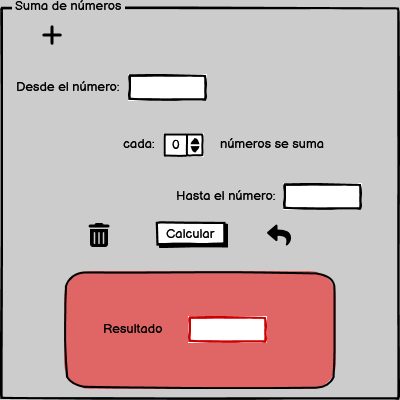 Suma de números
Desde el número:
cada: 0 números se suma
Hasta el número:
Calcular
Resultado